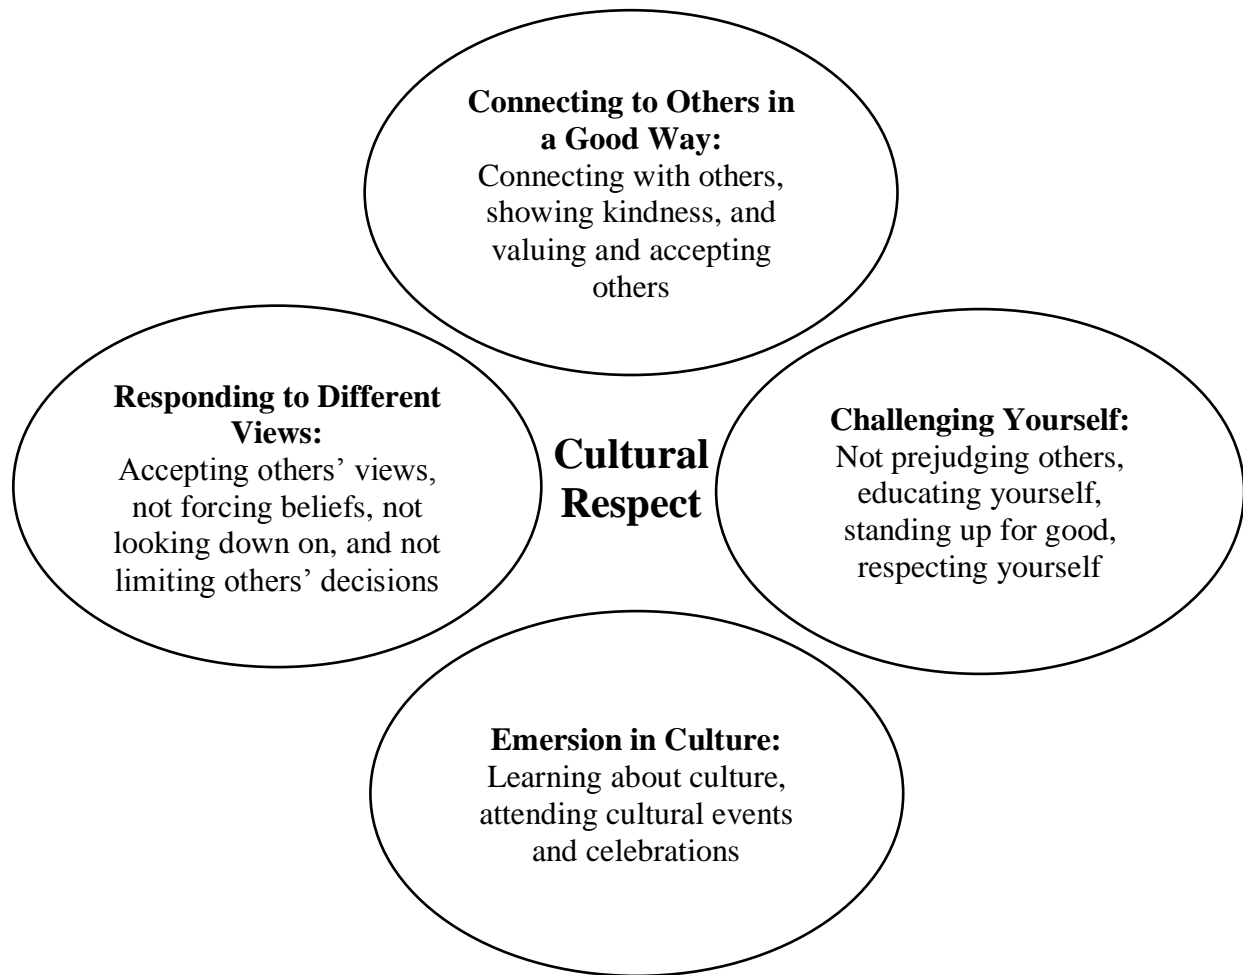 Connecting to Others in
a Good Way:
Connecting with others,
showing kindness, and
valuing and accepting
others
Responding to Different
Views:
Accepting others’ views,
not forcing beliefs, not
looking down on, and not
limiting others’ decisions
Cultural
Respect
Challenging Yourself:
Not prejudging others,
educating yourself,
standing up for good,
respecting yourself
Emersion in Culture:
Learning about culture,
attending cultural events
and celebrations